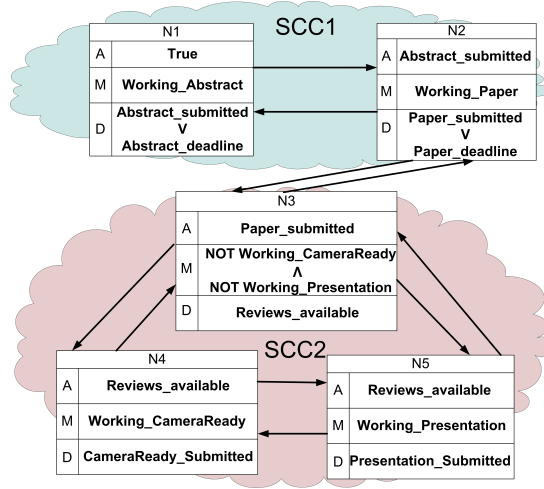 SCC1
N1
A True
M Working_Abstract
D Abstract_submitted
V
Abstract_deadline
N2
A Abstract_submitted
M Working_Paper
D Paper_submitted
V
Paper_deadline
N3
A Paper_submitted
M NOT Working_CameraReady
Λ
NOT Working_Presentation
D Reviews_available
SCC2
N4
A Reviews_available
M Working_CameraReady
D CameraReady_Submitted
N5
A Reviews_available
M Working_Presentation
D Presentation_Submitted